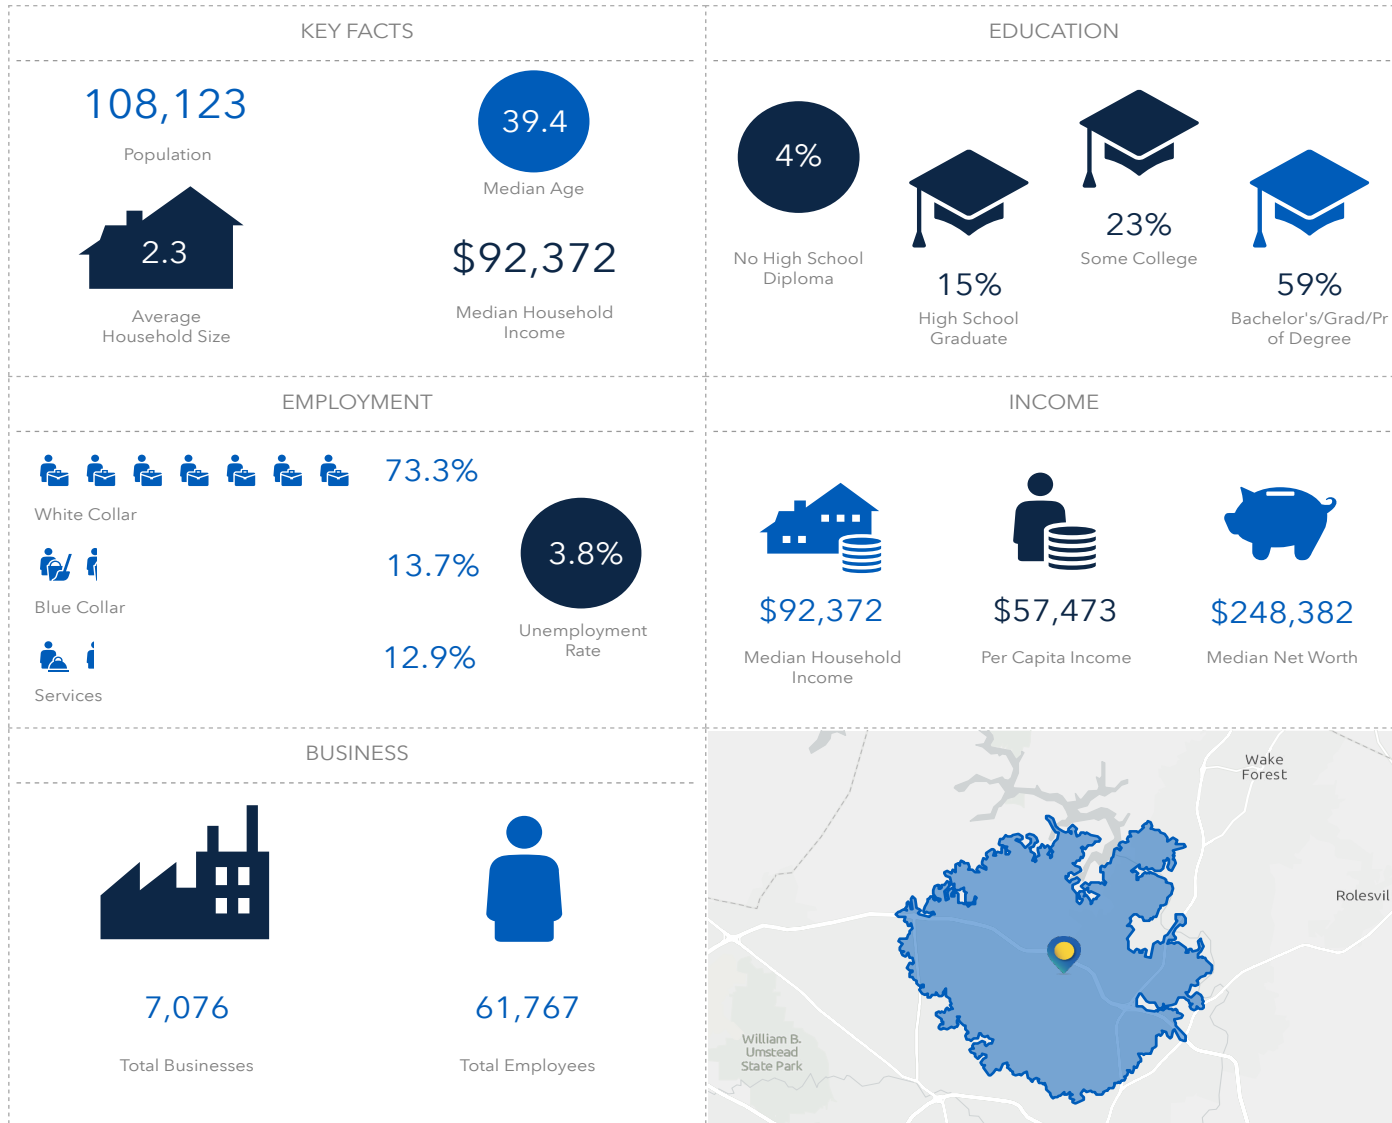 KEY FACTS
108,123
Population
39.4
Median Age
2.3
Average
Household Size
$92,372
Median Household
Income
EDUCATION
4%
No High School
Diploma
15%
High School
Graduate
23%
Some College
59%
Bachelor's/Grad/Pr
of Degree
EMPLOYMENT
73.3%
White Collar
13.7%
Blue Collar
12.9%
Services
3.8%
Unemployment
Rate
INCOME
$92,372
Median Household
Income
$57,473
Per Capita Income
$248,382
Median Net Worth
BUSINESS
7,076
Total Businesses
61,767
Total Employees
Wake
Forest
Rolesvil
William B.
Umstead
State Park